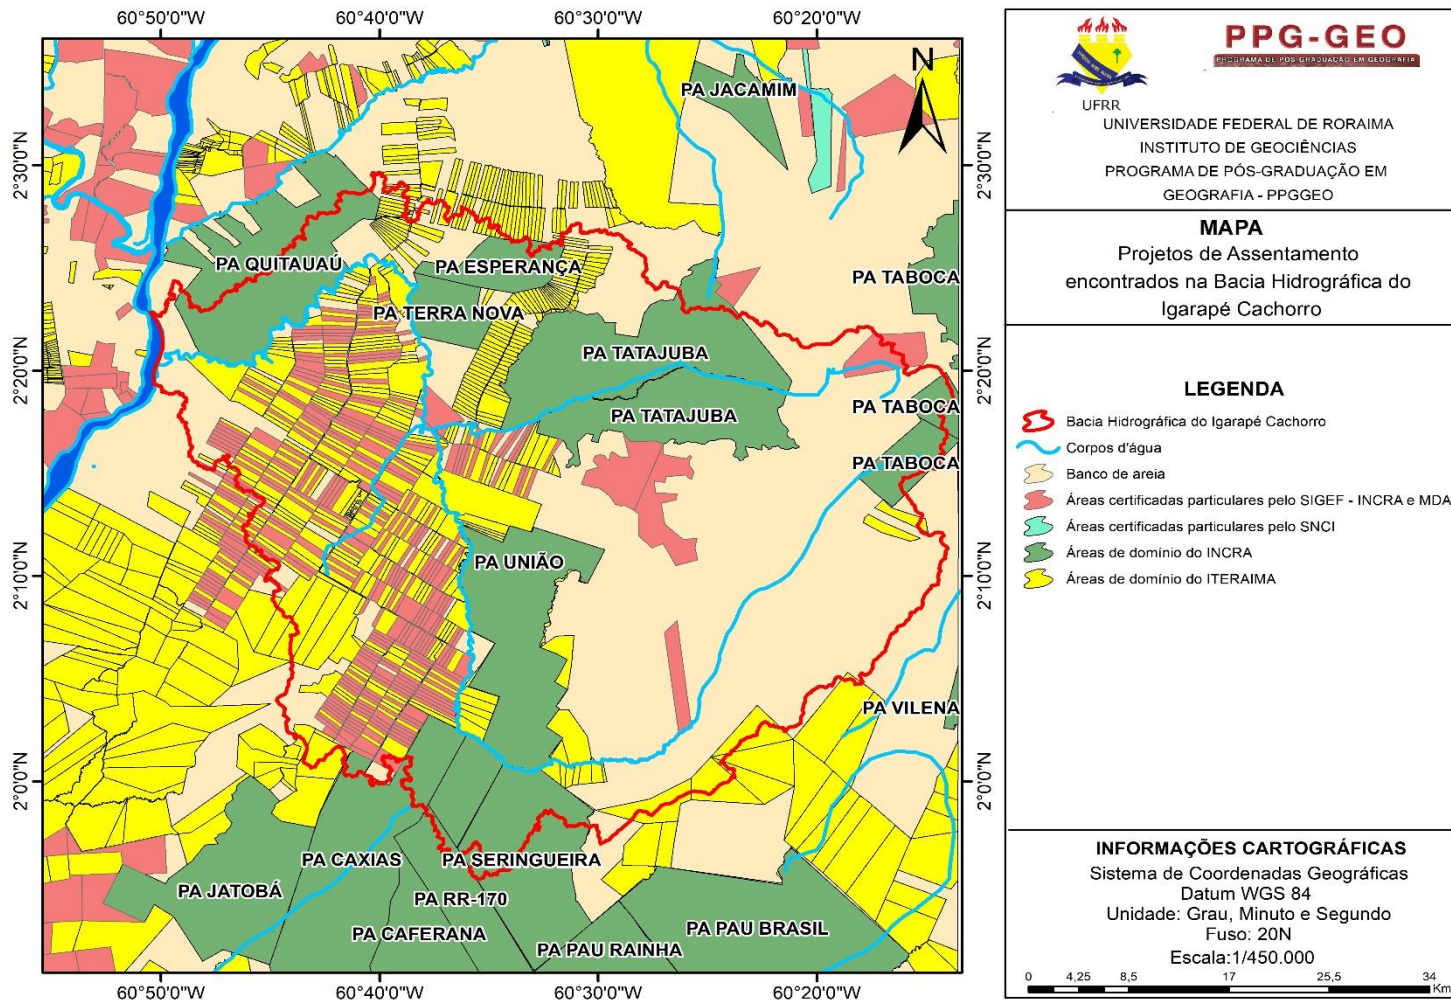 60°50'0"W
60°40'0"W
60°30'0"W
60°20'0"W
2°30'0"N
2°20'0"N
2°10'0"N
2°0'0"N
N
PA JACAMIM
PA QUITAUAÚ
PA ESPERANÇA
PA TABOCA
PA TERRA NOVA
PA TATAJUBA
PA TATAJUBA
PA TABOCA
PA TABOCA
PA UNIÃO
PA VILENA
PA CAXIAS
PA SERINGUEIRA
PA JATOBÁ
PA RR-170
PA CAFERANA
PA PAU BRASIL
PA PAU RAINHA
2°30'0"N
2°20'0"N
2°10'0"N
2°0'0"N
60°50'0"W
60°40'0"W
60°30'0"W
60°20'0"W
UFRR
PPG-GEO
PROGRAMA DE PÓS-GRADUAÇÃO EM GEOGRAFIA
UNIVERSIDADE FEDERAL DE RORAIMA
INSTITUTO DE GEOCIÊNCIAS
PROGRAMA DE PÓS-GRADUAÇÃO EM
GEOGRAFIA - PPGGEO
MAPA
Projetos de Assentamento
encontrados na Bacia Hidrográfica do
Igarapé Cachorro
LEGENDA
Bacia Hidrográfica do Igarapé Cachorro
Corpos d'água
Banco de areia
Áreas certificadas particulares pelo SIGEF - INCRA e MDA
Áreas certificadas particulares pelo SNCI
Áreas de domínio do INCRA
Áreas de domínio do ITERAIMA
INFORMAÇÕES CARTOGRÁFICAS
Sistema de Coordenadas Geográficas
Datum WGS 84
Unidade: Grau, Minuto e Segundo
Fuso: 20N
Escala:1/450.000
0 4,25 8,5 17 25,5 34
Km